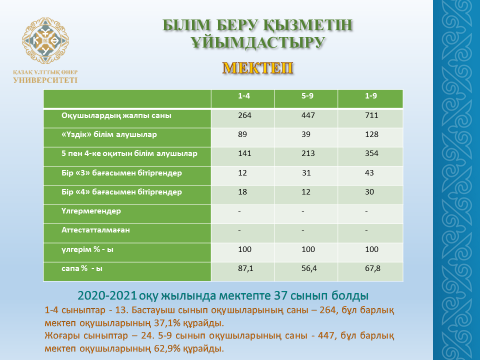 БІЛІМ БЕРУ ҚЫЗМЕТІН
ҰЙЫМДАСТЫРУ
МЕКТЕП
ҚАЗАҚ ҰЛТТЫҚ ӨНЕР
УНИВЕРСИТЕТІ
1-4 5-9 1-9
Оқушылардың жалпы саны 264 447 711
«Үздік» білім алушылар 89 39 128
5 пен 4-ке оқитын білім алушылар 141 213 354
Бір «3» бағасымен бітіргендер 12 31 43
Бір «4» бағасымен бітіргендер 18 12 30
Үлгермегендер - - -
Аттестатталмаған - - -
үлгерім % - ы 100 100 100
сапа % - ы 87,1 56,4 67,8
2020-2021 оқу жылында мектепте 37 сынып болды
1-4 сыныптар - 13. Бастауыш сынып оқушыларының саны – 264, бұл барлық
мектеп оқушыларының 37,1% құрайды.
Жоғары сыныптар – 24. 5-9 сынып оқушыларының саны - 447, бұл барлық
мектеп оқушыларының 62,9% құрайды.